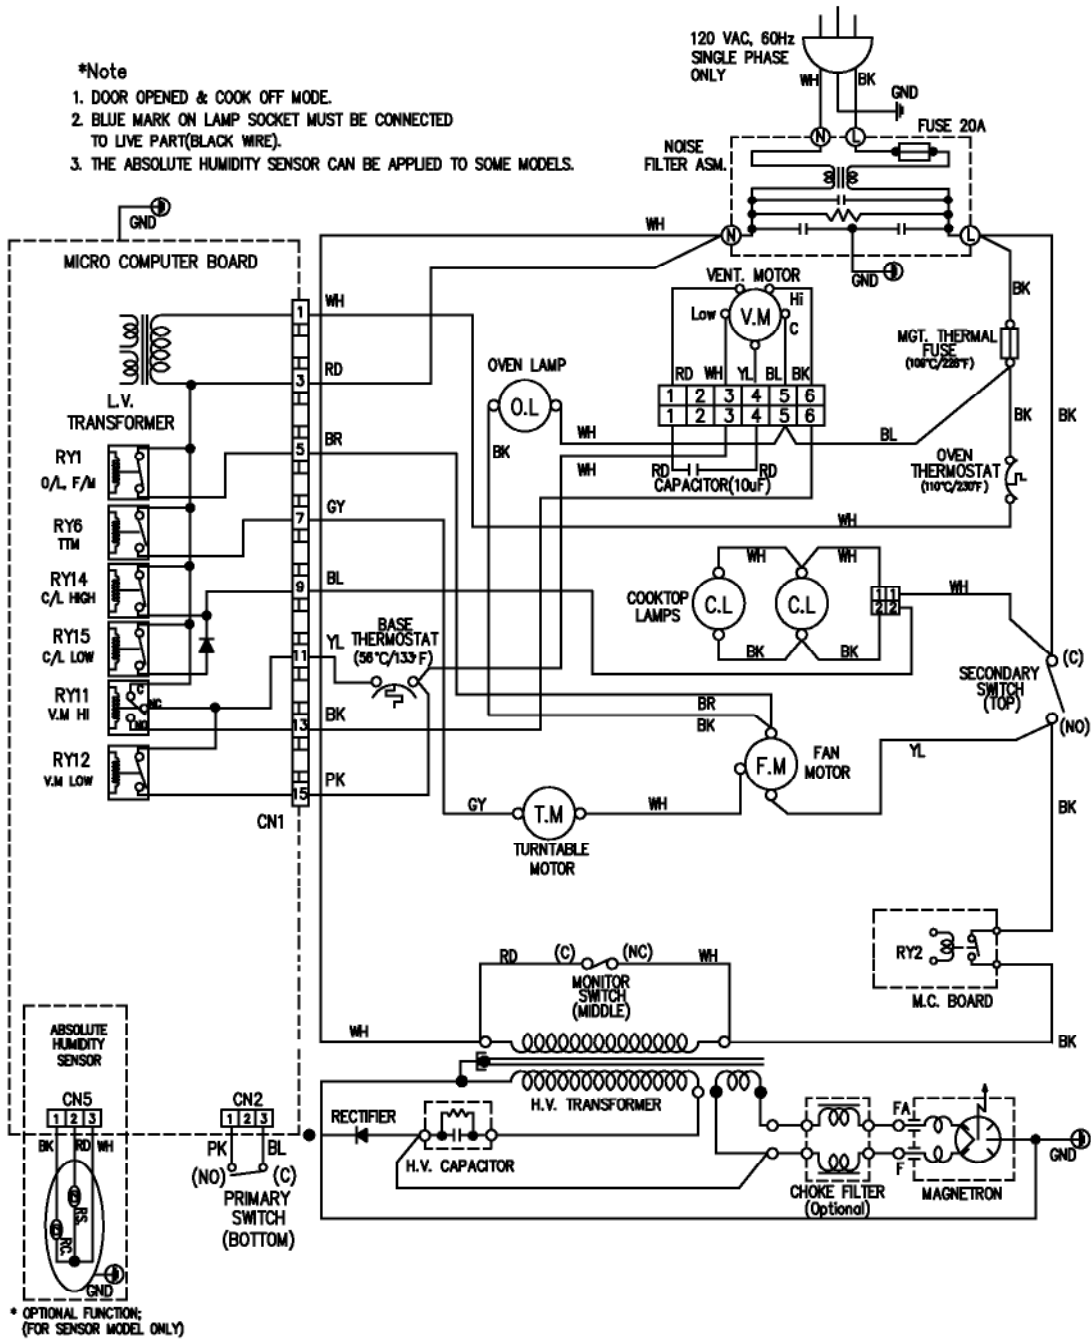 120 VAC, 60Hz
SINGLE PHASE
ONLY
WH
BK
GND
*Note
1. DOOR OPENED & COOK OFF MODE.
2. BLUE MARK ON LAMP SOCKET MUST BE CONNECTED
TO LIVE PART(BLACK WIRE).
3. THE ABSOLUTE HUMIDITY SENSOR CAN BE APPLIED TO SOME MODELS.
N
L
FUSE 20A
NOISE
FILTER ASM.
GND
WH
N
L
GND
MICRO COMPUTER BOARD
VENT. MOTOR
Low
V.M
Hi
C
BK
1
WH
MGT. THERMAL
FUSE
(109°C/228°F)
OVEN LAMP
O.L
RD
WH
YL
BL
BK
1 2 3 4 5 6
1 2 3 4 5 6
3
RD
L.V.
TRANSFORMER
BK
BK
WH
BL
BK
WH
RD
RD
CAPACITOR(10uF)
OVEN
THERMOSTAT
(110°C/230°F)
RY1
O/L, F/M
5
BR
RY6
TTM
7
GY
WH
RY14
C/L HIGH
9
BL
WH
WH
COOKTOP
LAMPS
C.L
C.L
1 1
2 2
WH
BK
BK
RY15
C/L LOW
BASE
THERMOSTAT
(56°C/133°F)
11
YL
(C)
SECONDARY
SWITCH
(TOP)
(NO)
RY11
V.M HI
C
NC
NO
13
BK
BR
BK
YL
RY12
V.M LOW
15
PK
CN1
F.M
FAN
MOTOR
GY
T.M
WH
TURNTABLE
MOTOR
BK
RY2
M.C. BOARD
RD
(C)
(NC)
WH
MONITOR
SWITCH
(MIDDLE)
WH
BK
H.V. TRANSFORMER
ABSOLUTE
HUMIDITY
SENSOR
CN5
1 2 3
BK
RD
WH
RS.
RC.
GND
CN2
1 2 3
PK
BL
(NO)
(C)
PRIMARY
SWITCH
(BOTTOM)
RECTIFIER
H.V. CAPACITOR
CHOKE FILTER
(Optional)
FA
F
MAGNETRON
GND
* OPTIONAL FUNCTION;
(FOR SENSOR MODEL ONLY)